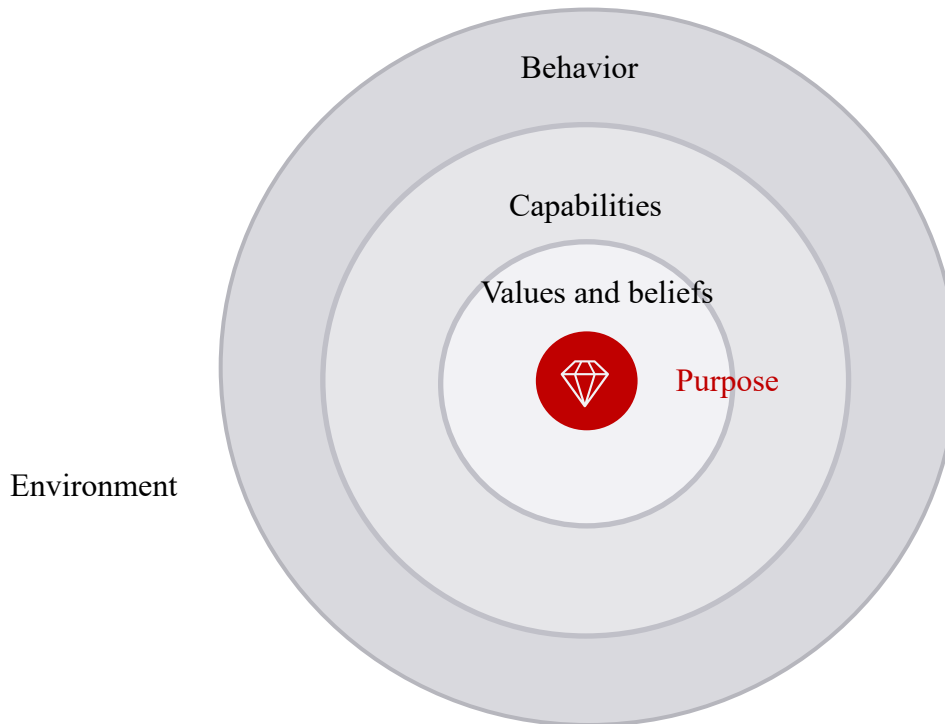 Behavior
Capabilities
Values and beliefs
Purpose
Environment